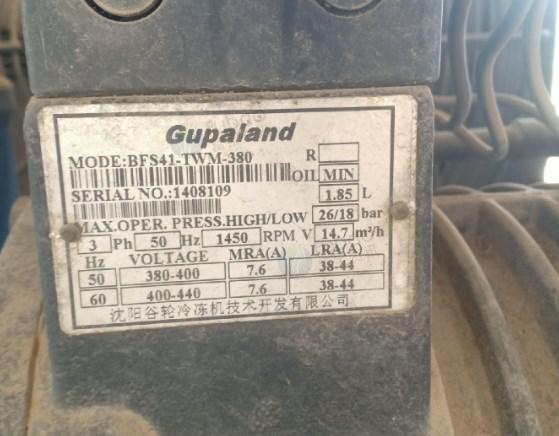 Gupaland
MODE:BFS41-TWM-380 R
OIL MIN
SERIAL NO.:1408109 1.85 L
MAX.OPER. PRESS.HIGH/LOW 26/18 bar
3 Ph 50 Hz 1450 RPM V 14.7 m³/h
Hz VOLTAGE MRA(A) LRA(A)
50 380-400 7.6 38-44
60 400-440 7.6 38-44
沈阳谷轮冷冻机技术开发有限公司